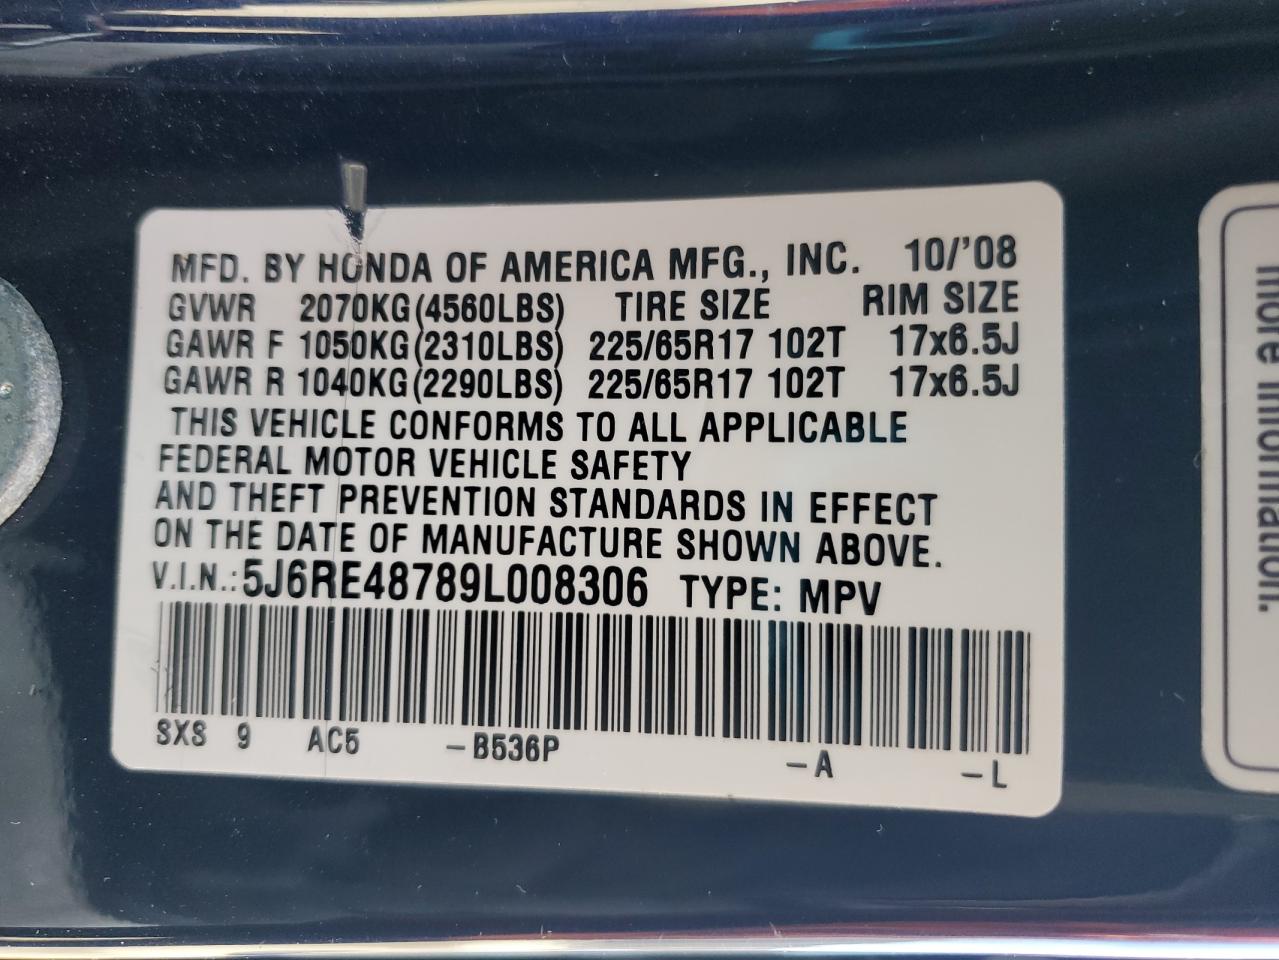 MFD. BY HONDA OF AMERICA MFG., INC. 10/'08
GVWR 2070KG(4560LBS) TIRE SIZE RIM SIZE
GAWR F 1050KG(2310LBS) 225/65R17 102T 17x6.5J
GAWR R 1040KG(2290LBS) 225/65R17 102T 17x6.5J
THIS VEHICLE CONFORMS TO ALL APPLICABLE
FEDERAL MOTOR VEHICLE SAFETY
AND THEFT PREVENTION STANDARDS IN EFFECT
ON THE DATE OF MANUFACTURE SHOWN ABOVE.
V.I.N.: 5J6RE48789L008306 TYPE: MPV
SXS 9 AC5 -B536P -A -L
more information.